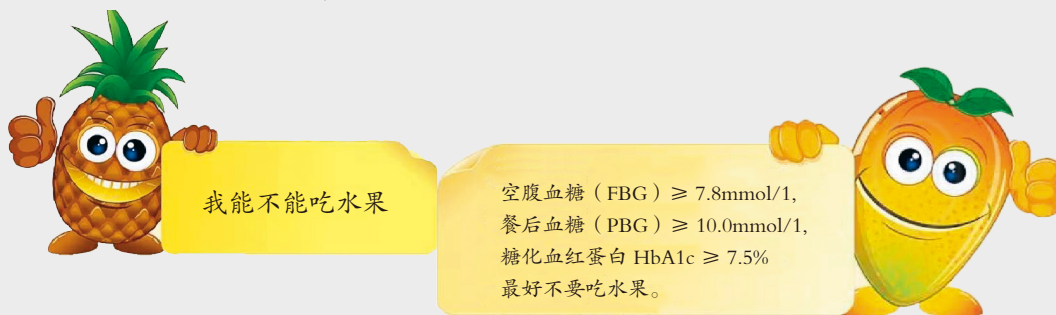 我能不能吃水果
空腹血糖（FBG）≥ 7.8mmol/1,
餐后血糖（PBG）≥ 10.0mmol/1,
糖化血红蛋白 HbA1c ≥ 7.5%
最好不要吃水果。